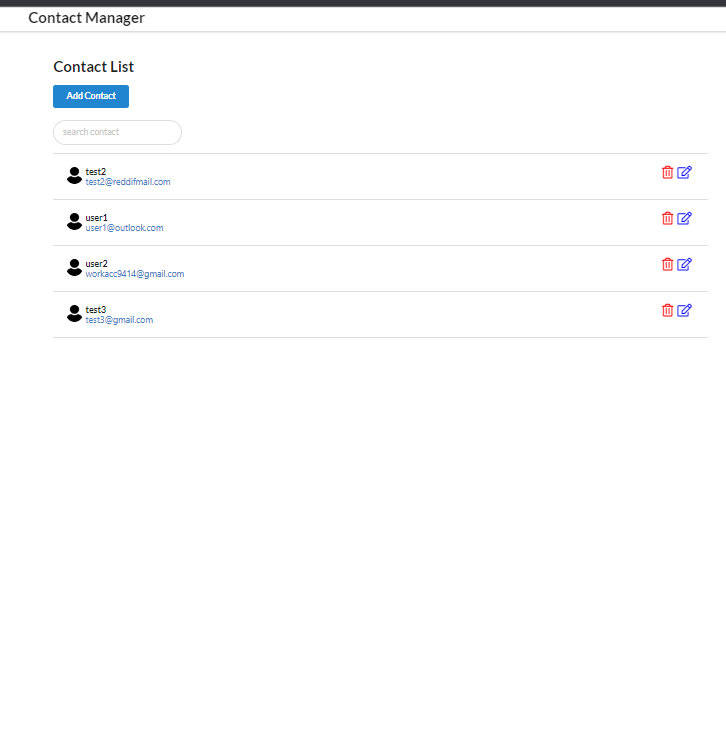 Contact Manager
Contact List
Add Contact
search contact
test2
test2@reddifmail.com
user1
user1@outlook.com
user2
workacc9414@gmail.com
test3
test3@gmail.com